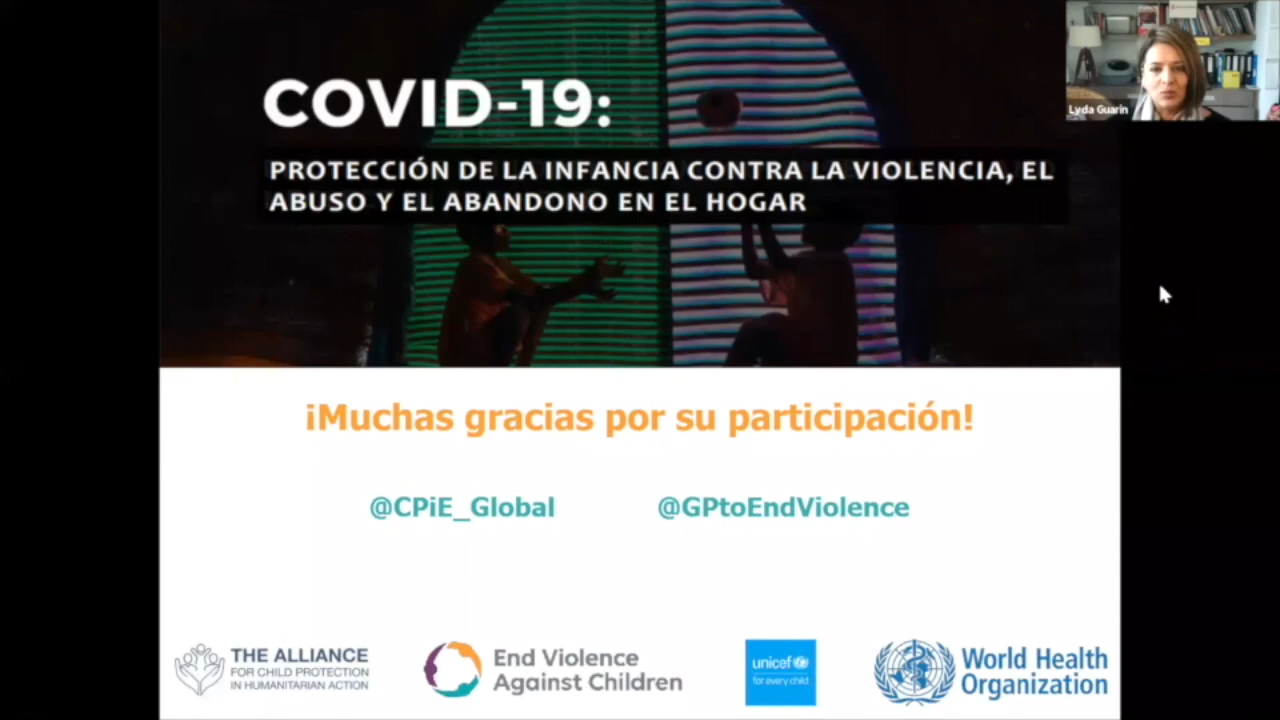 COVID-19:
PROTECCIÓN DE LA INFANCIA CONTRA LA VIOLENCIA, EL
ABUSO Y EL ABANDONO EN EL HOGAR
Lyda Guarín
¡Muchas gracias por su participación!
@CPiE_Global
@GPtoEndViolence
THE ALLIANCE
FOR CHILD PROTECTION
IN HUMANITARIAN ACTION
End Violence
Against Children
unicef
for every child
World Health
Organization